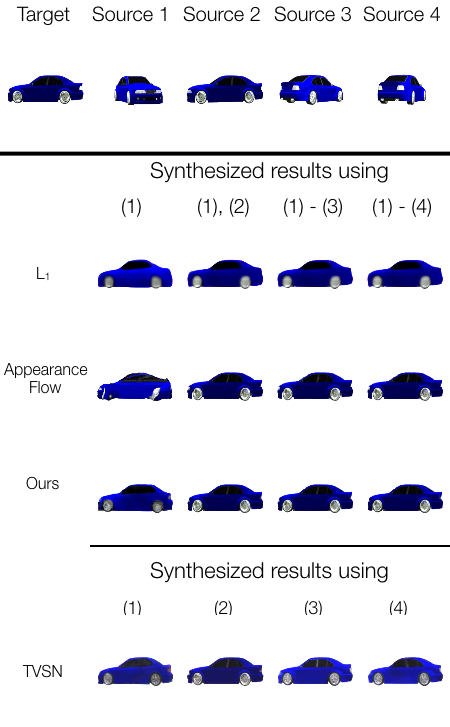 Target Source 1 Source 2 Source 3 Source 4
Synthesized results using
(1) (1), (2) (1) - (3) (1) - (4)
L₁
Appearance
Flow
Ours
Synthesized results using
(1) (2) (3) (4)
TVSN